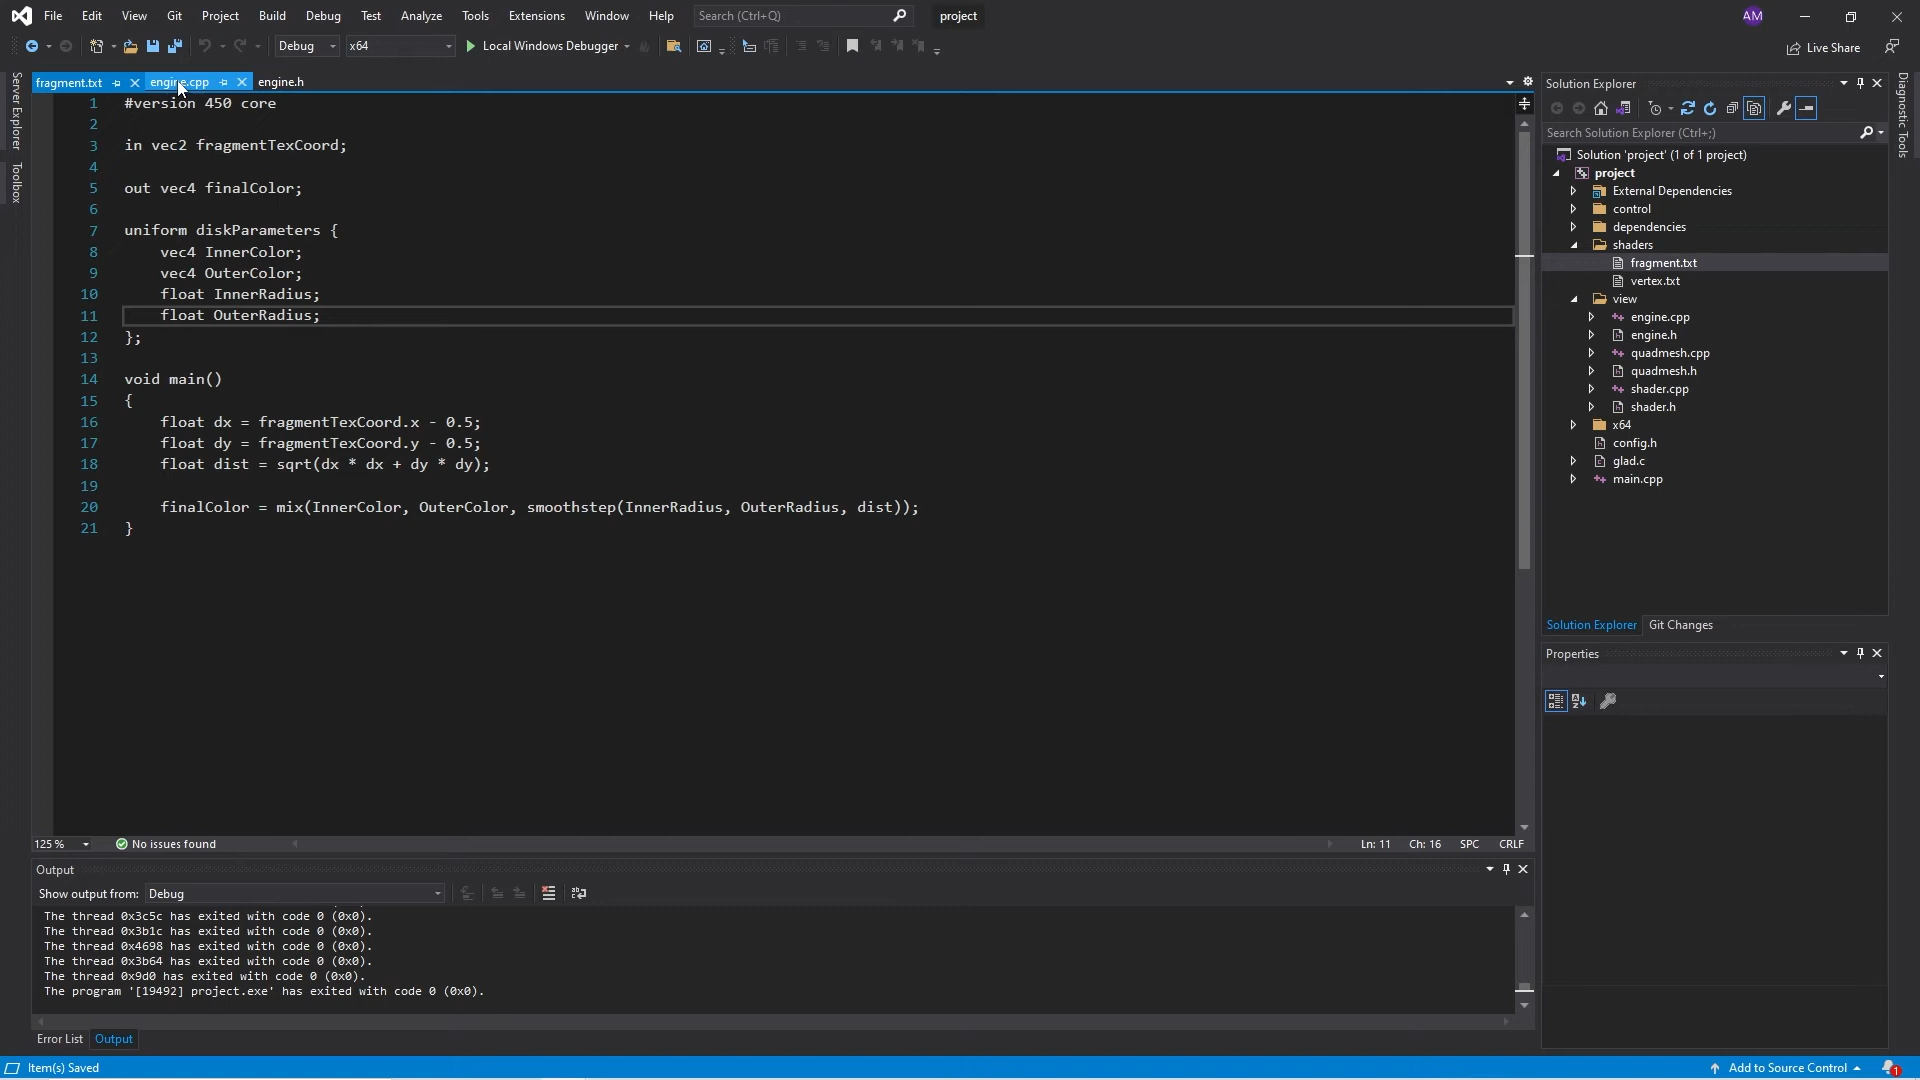 File Edit View Git Project Build Debug Test Analyze Tools Extensions Window Help Search (Ctrl+Q) project AM
Debug x64 Local Windows Debugger Live Share
Server Explorer
Toolbox
fragment.txt engine.cpp engine.h
1 #version 450 core
2
3 in vec2 fragmentTexCoord;
4
5 out vec4 finalColor;
6
7 uniform diskParameters {
8 vec4 InnerColor;
9 vec4 OuterColor;
10 float InnerRadius;
11 float OuterRadius;
12 };
13
14 void main()
15 {
16 float dx = fragmentTexCoord.x - 0.5;
17 float dy = fragmentTexCoord.y - 0.5;
18 float dist = sqrt(dx * dx + dy * dy);
19
20 finalColor = mix(InnerColor, OuterColor, smoothstep(InnerRadius, OuterRadius, dist));
21 }
125 % No issues found Ln: 11 Ch: 16 SPC CRLF
Output
Show output from: Debug
The thread 0x3c5c has exited with code 0 (0x0).
The thread 0x3b1c has exited with code 0 (0x0).
The thread 0x4698 has exited with code 0 (0x0).
The thread 0x3b64 has exited with code 0 (0x0).
The thread 0x9d0 has exited with code 0 (0x0).
The program '[19492] project.exe' has exited with code 0 (0x0).
Error List Output
Solution Explorer
Search Solution Explorer (Ctrl+;)
Solution 'project' (1 of 1 project)
project
External Dependencies
control
dependencies
shaders
fragment.txt
vertex.txt
view
engine.cpp
engine.h
quadmesh.cpp
quadmesh.h
shader.cpp
shader.h
x64
config.h
glad.c
main.cpp
Solution Explorer Git Changes
Properties
Diagnostic Tools
Item(s) Saved Add to Source Control 1